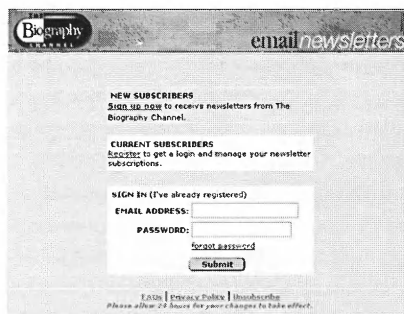 THE
Biography
CHANNEL
email newsletters
NEW SUBSCRIBERS
Sign up now to receive newsletters from The
Biography Channel.
CURRENT SUBSCRIBERS
Register to get a login and manage your newsletter
subscriptions.
SIGN IN (I've already registered)
EMAIL ADDRESS:
PASSWORD:
forgot password
Submit
FAQs | Privacy Policy | Unsubscribe
Please allow 24 hours for your changes to take effect.